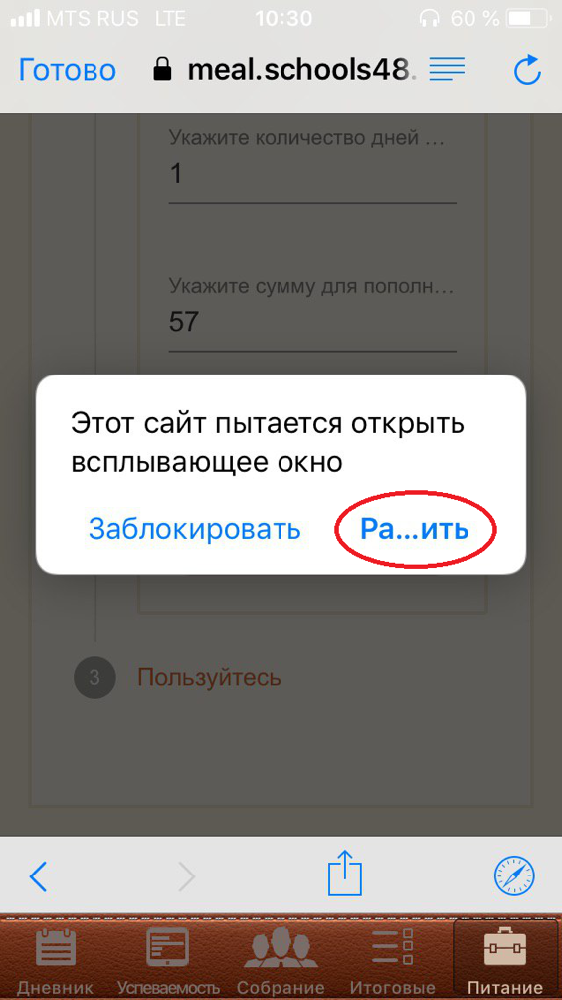 MTS RUS LTE 10:30 60 %
Готово meal.schools48.
Укажите количество дней ...
1
Укажите сумму для пополн...
57
Этот сайт пытается открыть
всплывающее окно
Заблокировать Ра...ить
3 Пользуйтесь
Дневник Успеваемость Собрание Итоговые Питание